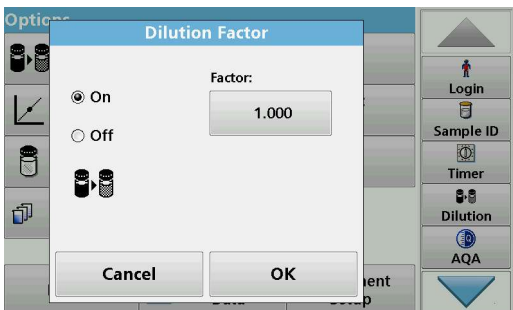 Options
Dilution Factor
On
Off
Factor:
1.000
Cancel
OK
Login
Sample ID
Timer
Dilution
AQA